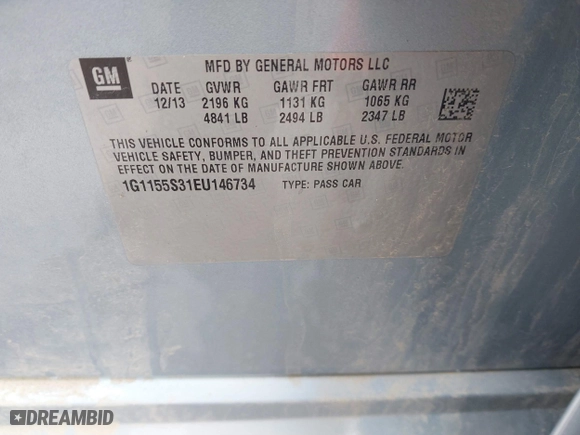 GM
MFD BY GENERAL MOTORS LLC
DATE GVWR GAWR FRT GAWR RR
12/13 2196 KG 1131 KG 1065 KG
4841 LB 2494 LB 2347 LB
THIS VEHICLE CONFORMS TO ALL APPLICABLE U.S. FEDERAL MOTOR
VEHICLE SAFETY, BUMPER, AND THEFT PREVENTION STANDARDS IN
EFFECT ON THE DATE OF MANUFACTURE SHOWN ABOVE.
1G1155S31EU146734 TYPE: PASS CAR
DREAMBID